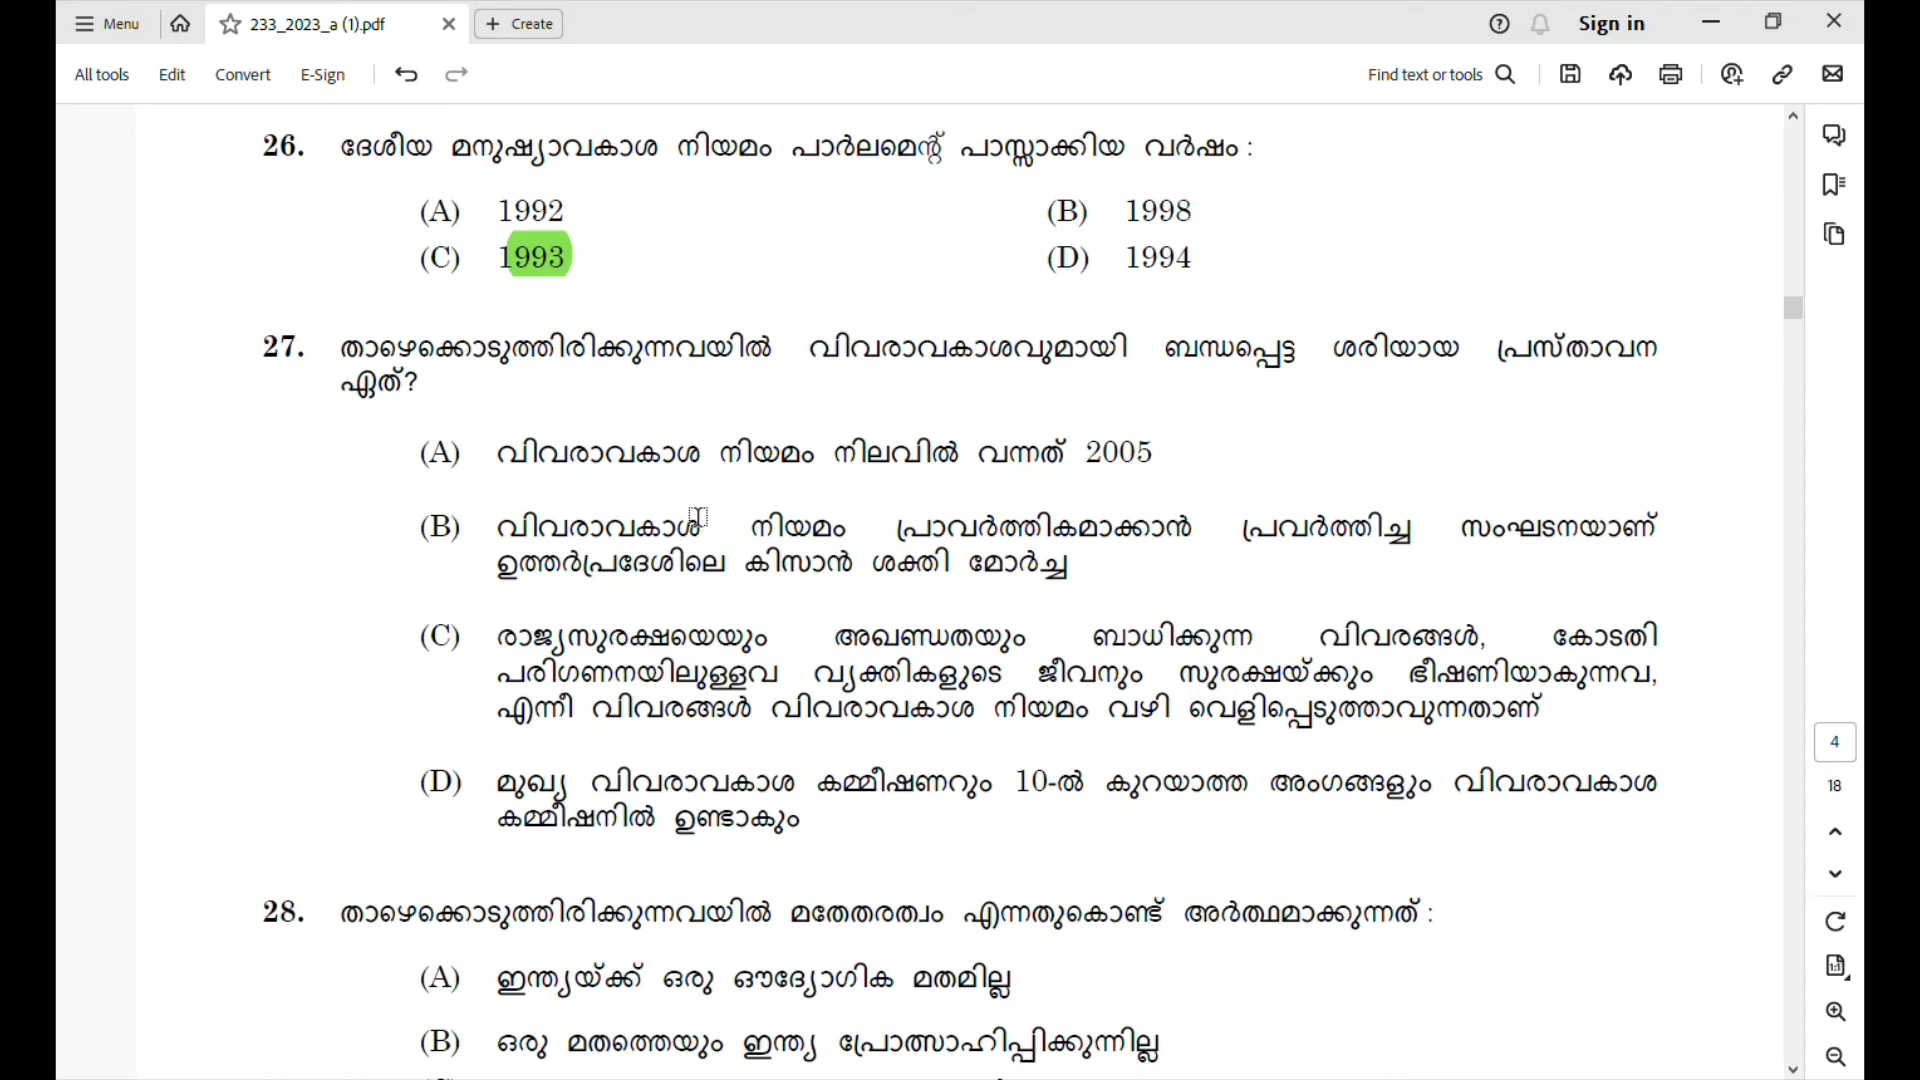 Menu
233_2023_a (1).pdf
Create
Sign in
All tools Edit Convert E-Sign
Find text or tools
26. ദേശീയ മനുഷ്യാവകാശ നിയമം പാർലമെന്റ് പാസ്സാക്കിയ വർഷം :
(A) 1992 (B) 1998
(C) 1993 (D) 1994
27. താഴെക്കൊടുത്തിരിക്കുന്നവയിൽ വിവരാവകാശവുമായി ബന്ധപ്പെട്ട ശരിയായ പ്രസ്താവന
ഏത്?
(A) വിവരാവകാശ നിയമം നിലവിൽ വന്നത് 2005
(B) വിവരാവകാശ നിയമം പ്രാവർത്തികമാക്കാൻ പ്രവർത്തിച്ച സംഘടനയാണ്
ഉത്തർപ്രദേശിലെ കിസാൻ ശക്തി മോർച്ച
(C) രാജ്യസുരക്ഷയെയും അഖണ്ഡതയും ബാധിക്കുന്ന വിവരങ്ങൾ, കോടതി
പരിഗണനയിലുള്ളവ വ്യക്തികളുടെ ജീവനും സുരക്ഷയ്ക്കും ഭീഷണിയാകുന്നവ,
എന്നീ വിവരങ്ങൾ വിവരാവകാശ നിയമം വഴി വെളിപ്പെടുത്താവുന്നതാണ്
(D) മുഖ്യ വിവരാവകാശ കമ്മീഷണറും 10-ൽ കുറയാത്ത അംഗങ്ങളും വിവരാവകാശ
കമ്മീഷനിൽ ഉണ്ടാകും
28. താഴെക്കൊടുത്തിരിക്കുന്നവയിൽ മതേതരത്വം എന്നതുകൊണ്ട് അർത്ഥമാക്കുന്നത് :
(A) ഇന്ത്യയ്ക്ക് ഒരു ഔദ്യോഗിക മതമില്ല
(B) ഒരു മതത്തെയും ഇന്ത്യ പ്രോത്സാഹിപ്പിക്കുന്നില്ല
4
18